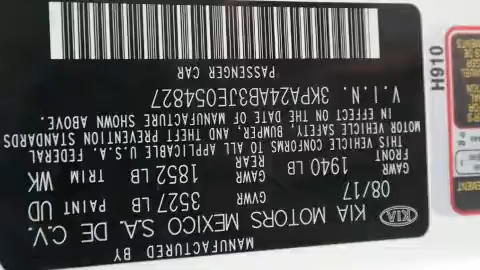 MANUFACTURED BY
KIA KIA MOTORS MEXICO S.A. DE C.V.
08/17 GVWR 3527 LB PAINT UD
GAWR FRONT 1940 LB GAWR REAR 1852 LB TRIM WK
THIS VEHICLE CONFORMS TO ALL APPLICABLE U.S.A. FEDERAL
MOTOR VEHICLE SAFETY, BUMPER, AND THEFT PREVENTION STANDARDS
IN EFFECT ON THE DATE OF MANUFACTURE SHOWN ABOVE.
V.I.N. 3KPA24AB3JE054827
PASSENGER CAR
H910